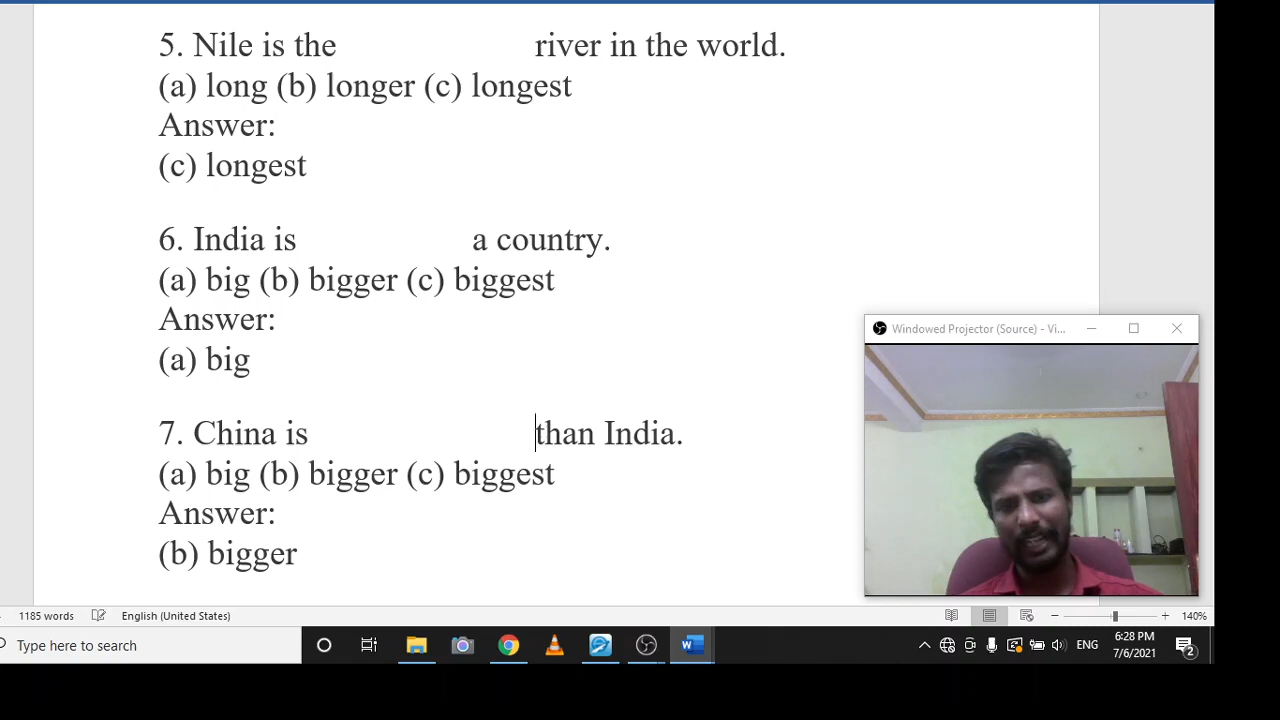 5. Nile is the river in the world.
(a) long (b) longer (c) longest
Answer:
(c) longest
6. India is a country.
(a) big (b) bigger (c) biggest
Answer:
(a) big
Windowed Projector (Source) - Vi...
7. China is than India.
(a) big (b) bigger (c) biggest
Answer:
(b) bigger
1185 words English (United States) 140%
Type here to search
ENG
6:28 PM
7/6/2021
2